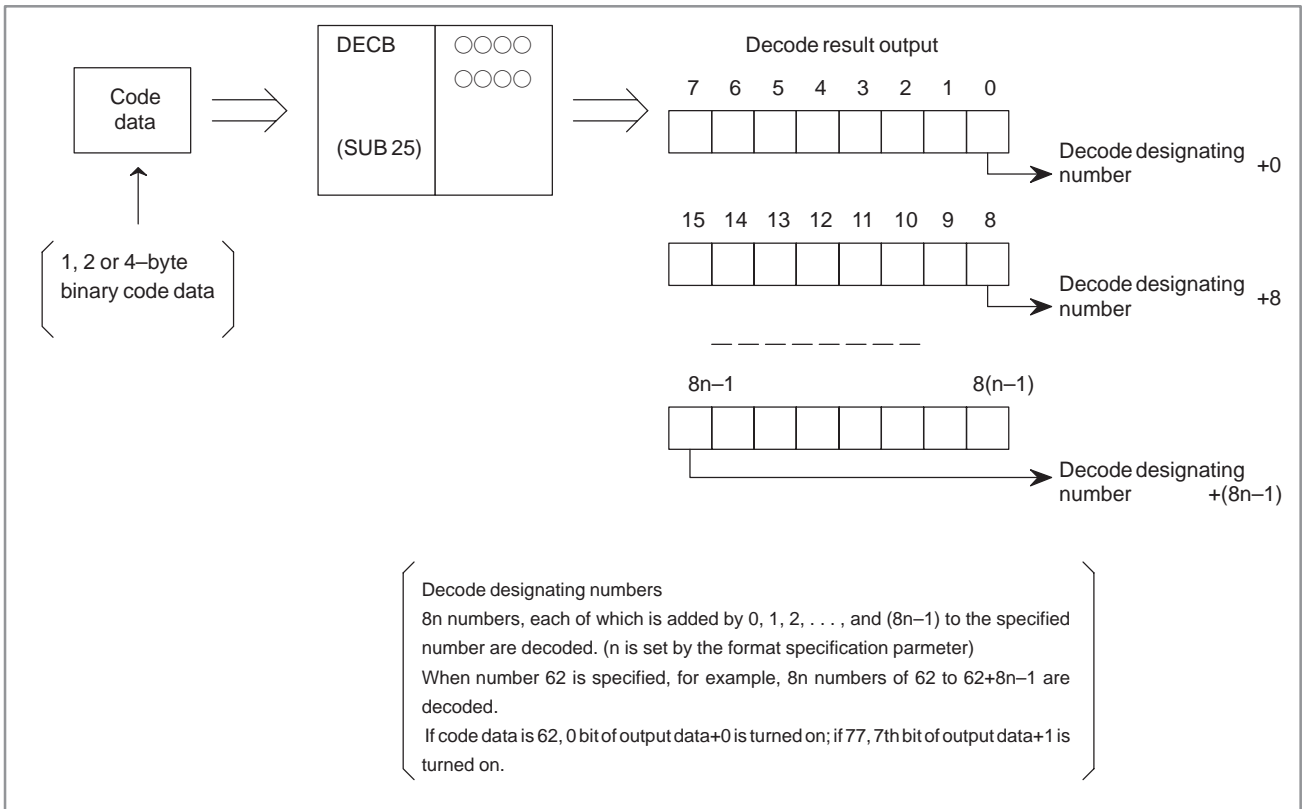 Code
data
1, 2 or 4–byte
binary code data
DECB
○○○○
○○○○
(SUB 25)
Decode result output
7 6 5 4 3 2 1 0
Decode designating
number +0
15 14 13 12 11 10 9 8
Decode designating
number +8
8n–1 8(n–1)
Decode designating
number +(8n–1)
Decode designating numbers
8n numbers, each of which is added by 0, 1, 2, . . . , and (8n–1) to the specified
number are decoded. (n is set by the format specification parmeter)
When number 62 is specified, for example, 8n numbers of 62 to 62+8n–1 are
decoded.
If code data is 62, 0 bit of output data+0 is turned on; if 77, 7th bit of output data+1 is
turned on.